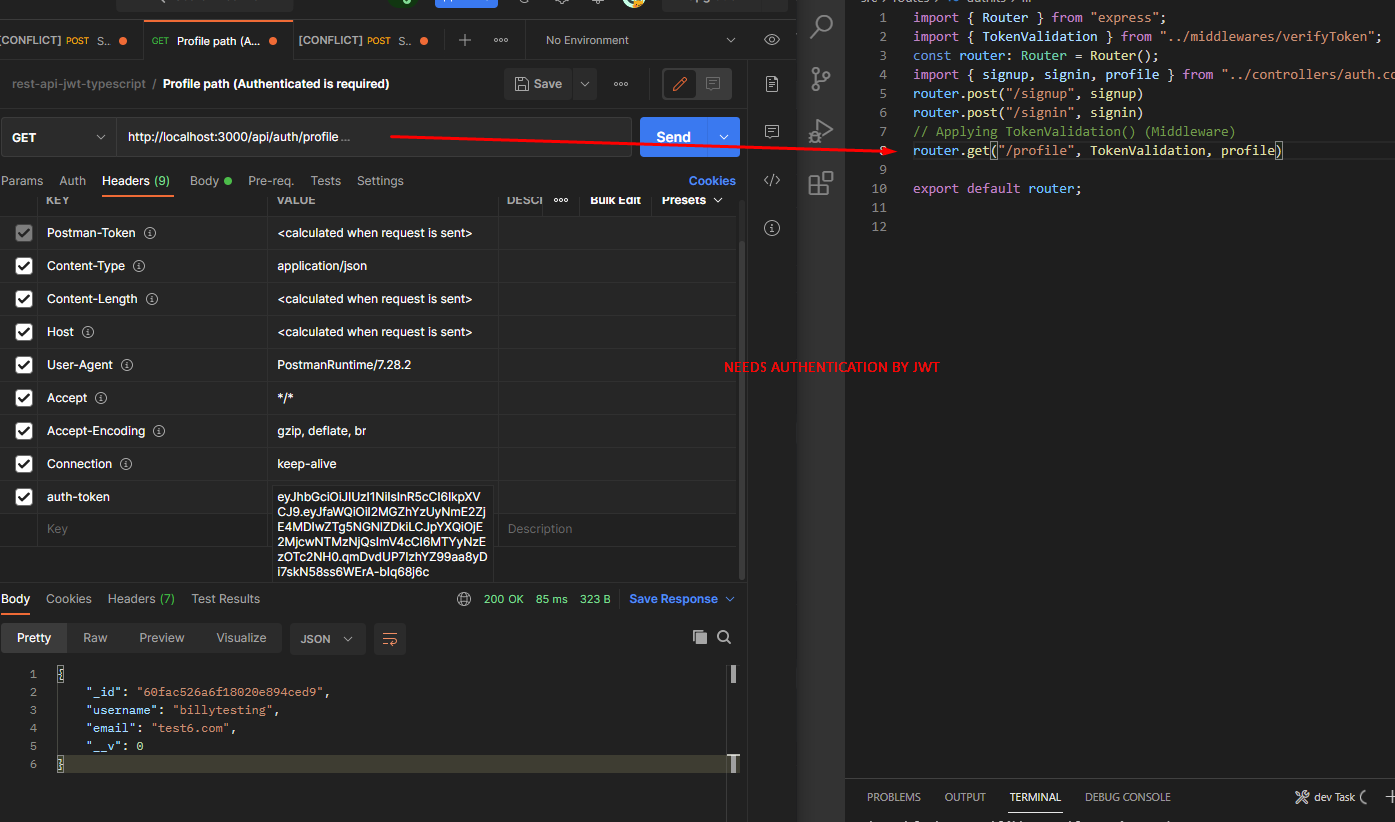 [CONFLICT] POST S...
GET Profile path (A...
[CONFLICT] POST S...
No Environment
rest-api-jwt-typescript / Profile path (Authenticated is required)
Save
GET
http://localhost:3000/api/auth/profile ...
Send
Params Auth Headers (9) Body Pre-req. Tests Settings
Cookies
KEY VALUE DESCI Bulk Edit Presets
Postman-Token <calculated when request is sent>
Content-Type application/json
Content-Length <calculated when request is sent>
Host <calculated when request is sent>
User-Agent PostmanRuntime/7.28.2
Accept */*
Accept-Encoding gzip, deflate, br
Connection keep-alive
auth-token
Key
Description
Body Cookies Headers (7) Test Results
200 OK 85 ms 323 B Save Response
Pretty Raw Preview Visualize JSON
1 {
2 "_id": "60fac526a6f18020e894ced9",
3 "username": "billytesting",
4 "email": "test6.com",
5 "__v": 0
6 }
NEEDS AUTHENTICATION BY JWT
1 import { Router } from "express";
2 import { TokenValidation } from "../middlewares/verifyToken";
3 const router: Router = Router();
4 import { signup, signin, profile } from "../controllers/auth.co
5 router.post("/signup", signup)
6 router.post("/signin", signin)
7 // Applying TokenValidation() (Middleware)
8 router.get("/profile", TokenValidation, profile)
9
10 export default router;
11
12
PROBLEMS OUTPUT TERMINAL DEBUG CONSOLE
dev Task